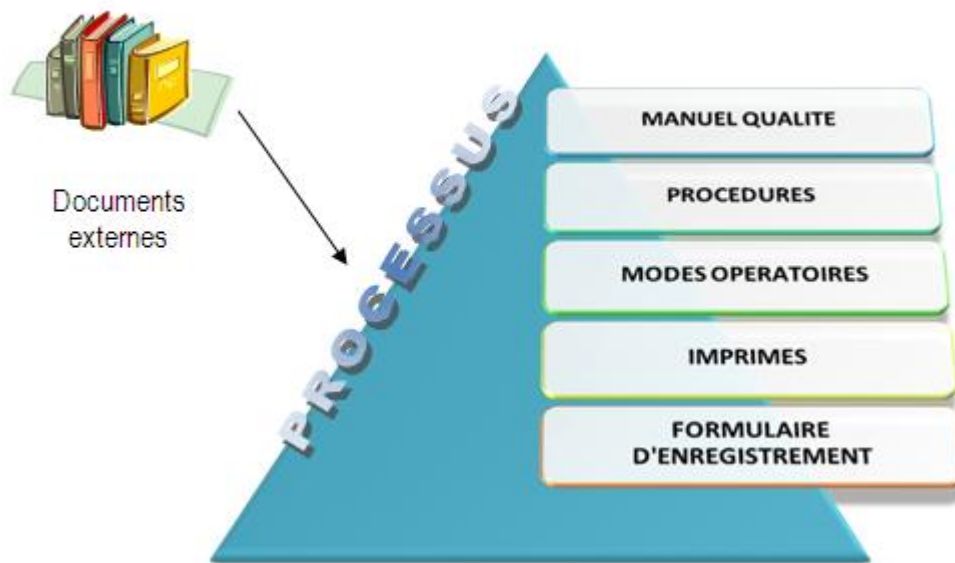 Documents
externes
PROCESSUS
MANUEL QUALITE
PROCEDURES
MODES OPERATOIRES
IMPRIMES
FORMULAIRE
D'ENREGISTREMENT